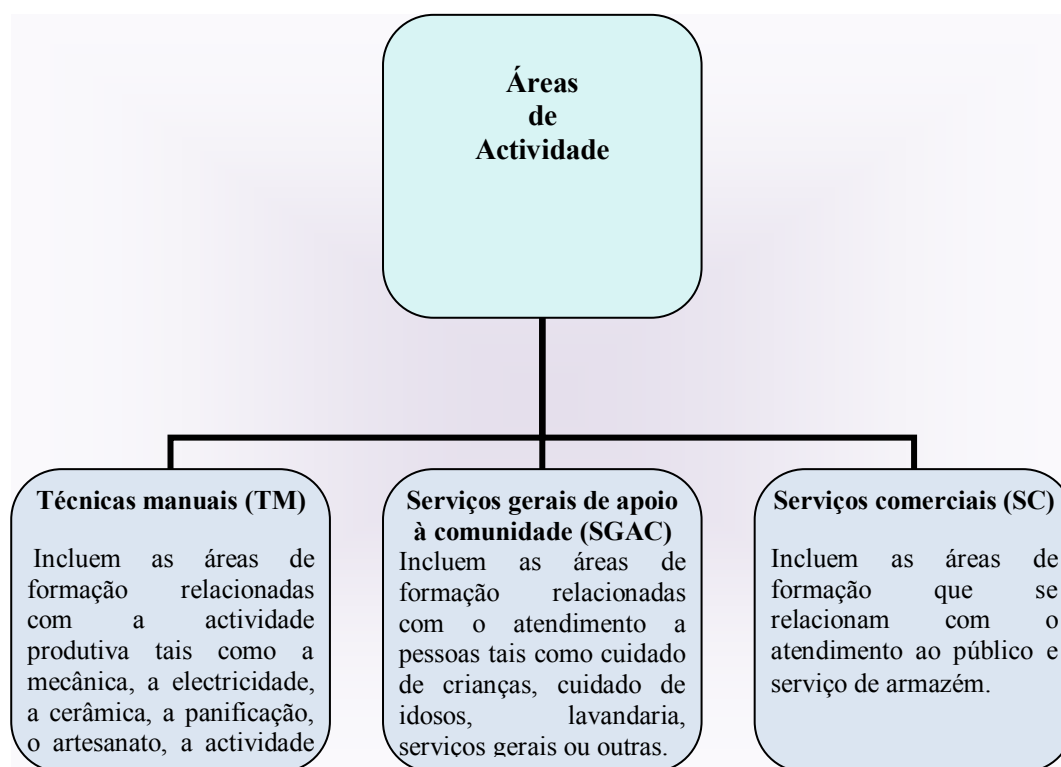 Áreas
de
Actividade
Técnicas manuais (TM)
Incluem as áreas de
formação relacionadas
com a actividade
produtiva tais como a
mecânica, a electricidade,
a cerâmica, a panificação,
o artesanato, a actividade
Serviços gerais de apoio
à comunidade (SGAC)
Incluem as áreas de
formação relacionadas
com o atendimento a
pessoas tais como cuidado
de crianças, cuidado de
idosos, lavandaria,
serviços gerais ou outras.
Serviços comerciais (SC)
Incluem as áreas de
formação que se
relacionam com o
atendimento ao público e
serviço de armazém.